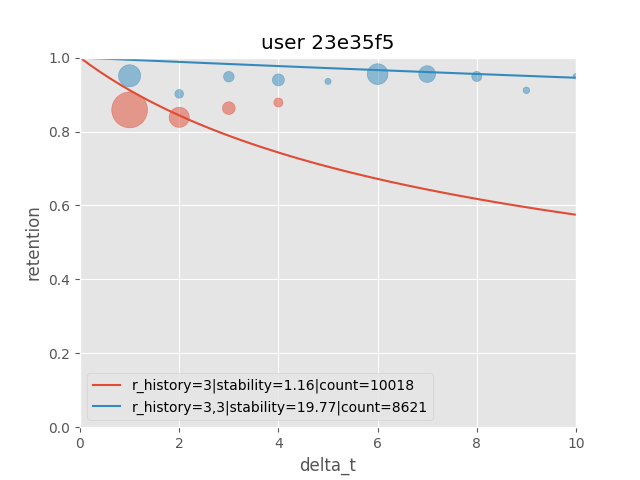 user 23e35f5
1.0
0.8
0.6
0.4
0.2
0.0
retention
r_history=3|stability=1.16|count=10018
r_history=3,3|stability=19.77|count=8621
0 2 4 6 8 10
delta_t